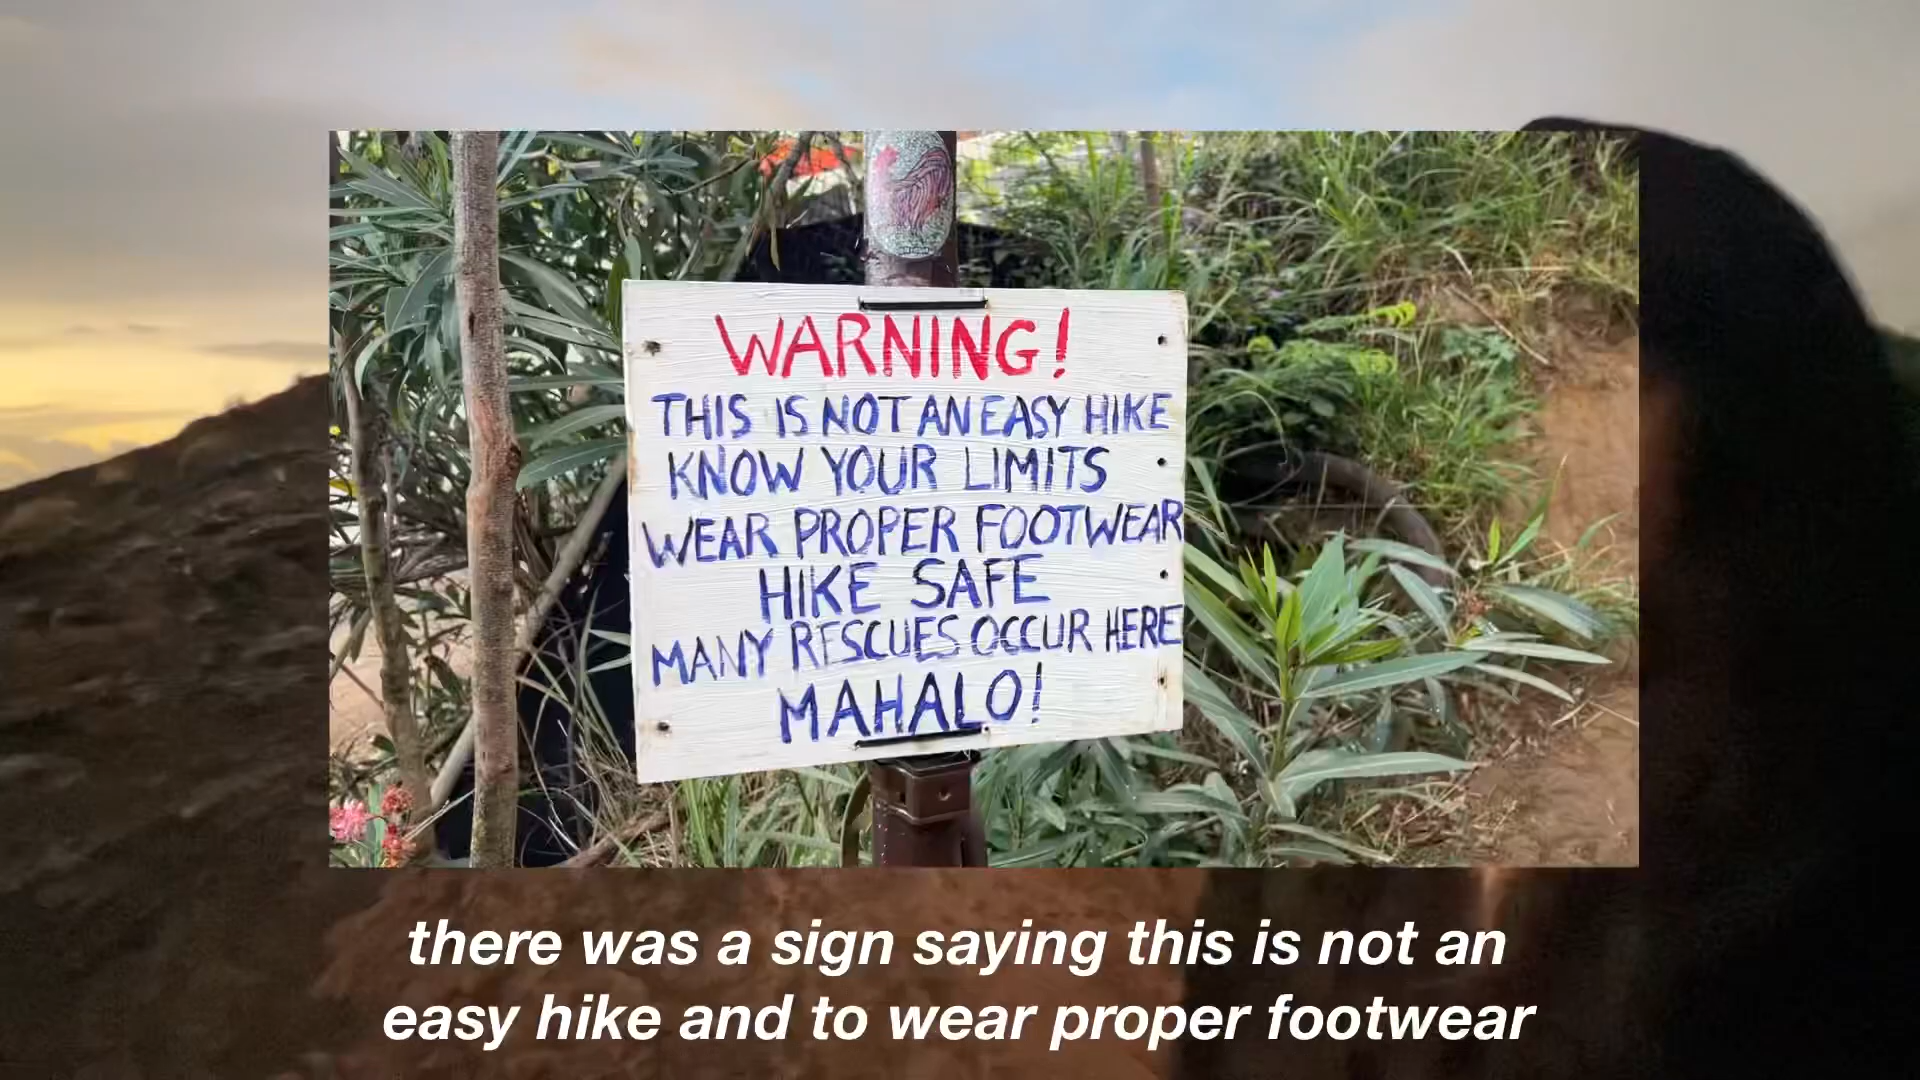 WARNING!
THIS IS NOT AN EASY HIKE
KNOW YOUR LIMITS
WEAR PROPER FOOTWEAR
HIKE SAFE
MANY RESCUES OCCUR HERE
MAHALO!
there was a sign saying this is not an
easy hike and to wear proper footwear